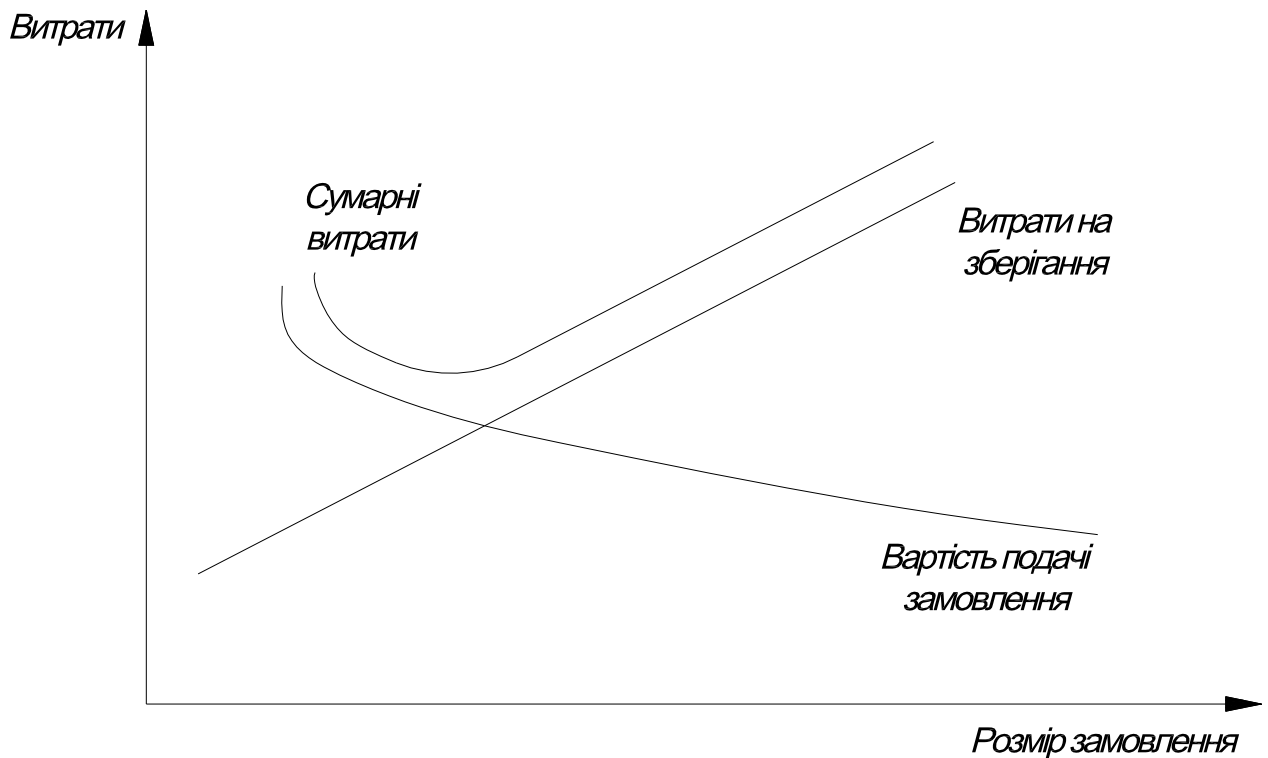 Витрати
Сумарні
витрати
Витрати на
зберігання
Вартість подачі
замовлення
Розмір замовлення